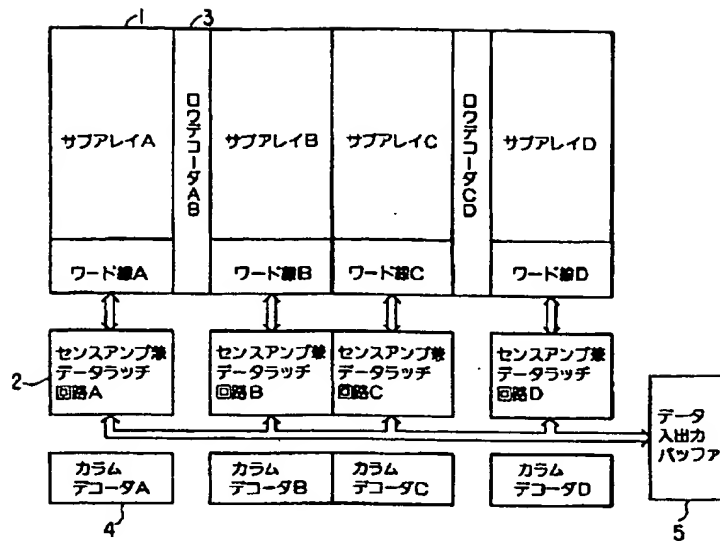 1
3
サブアレイA
ロウデコーダAB
サブアレイB
サブアレイC
ロウデコーダCD
サブアレイD
ワード線A
ワード線B
ワード線C
ワード線D
2
センスアンプ兼
データラッチ
回路A
センスアンプ兼
データラッチ
回路B
センスアンプ兼
データラッチ
回路C
センスアンプ兼
データラッチ
回路D
データ
入出力
バッファ
カラム
デコーダA
カラム
デコーダB
カラム
デコーダC
カラム
デコーダD
4
5